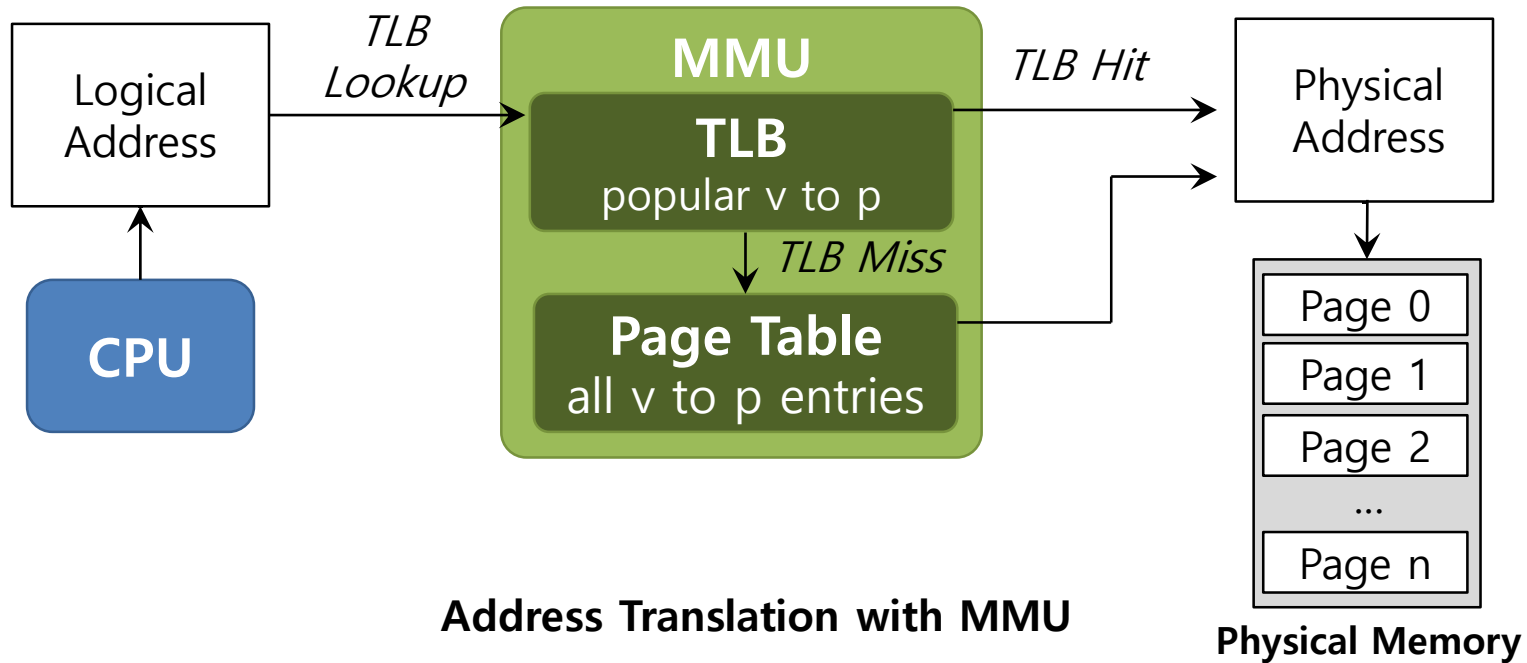 Logical
Address
TLB
Lookup
CPU
MMU
TLB
popular v to p
TLB Miss
Page Table
all v to p entries
TLB Hit
Physical
Address
Page 0
Page 1
Page 2
...
Page n
Physical Memory
Address Translation with MMU